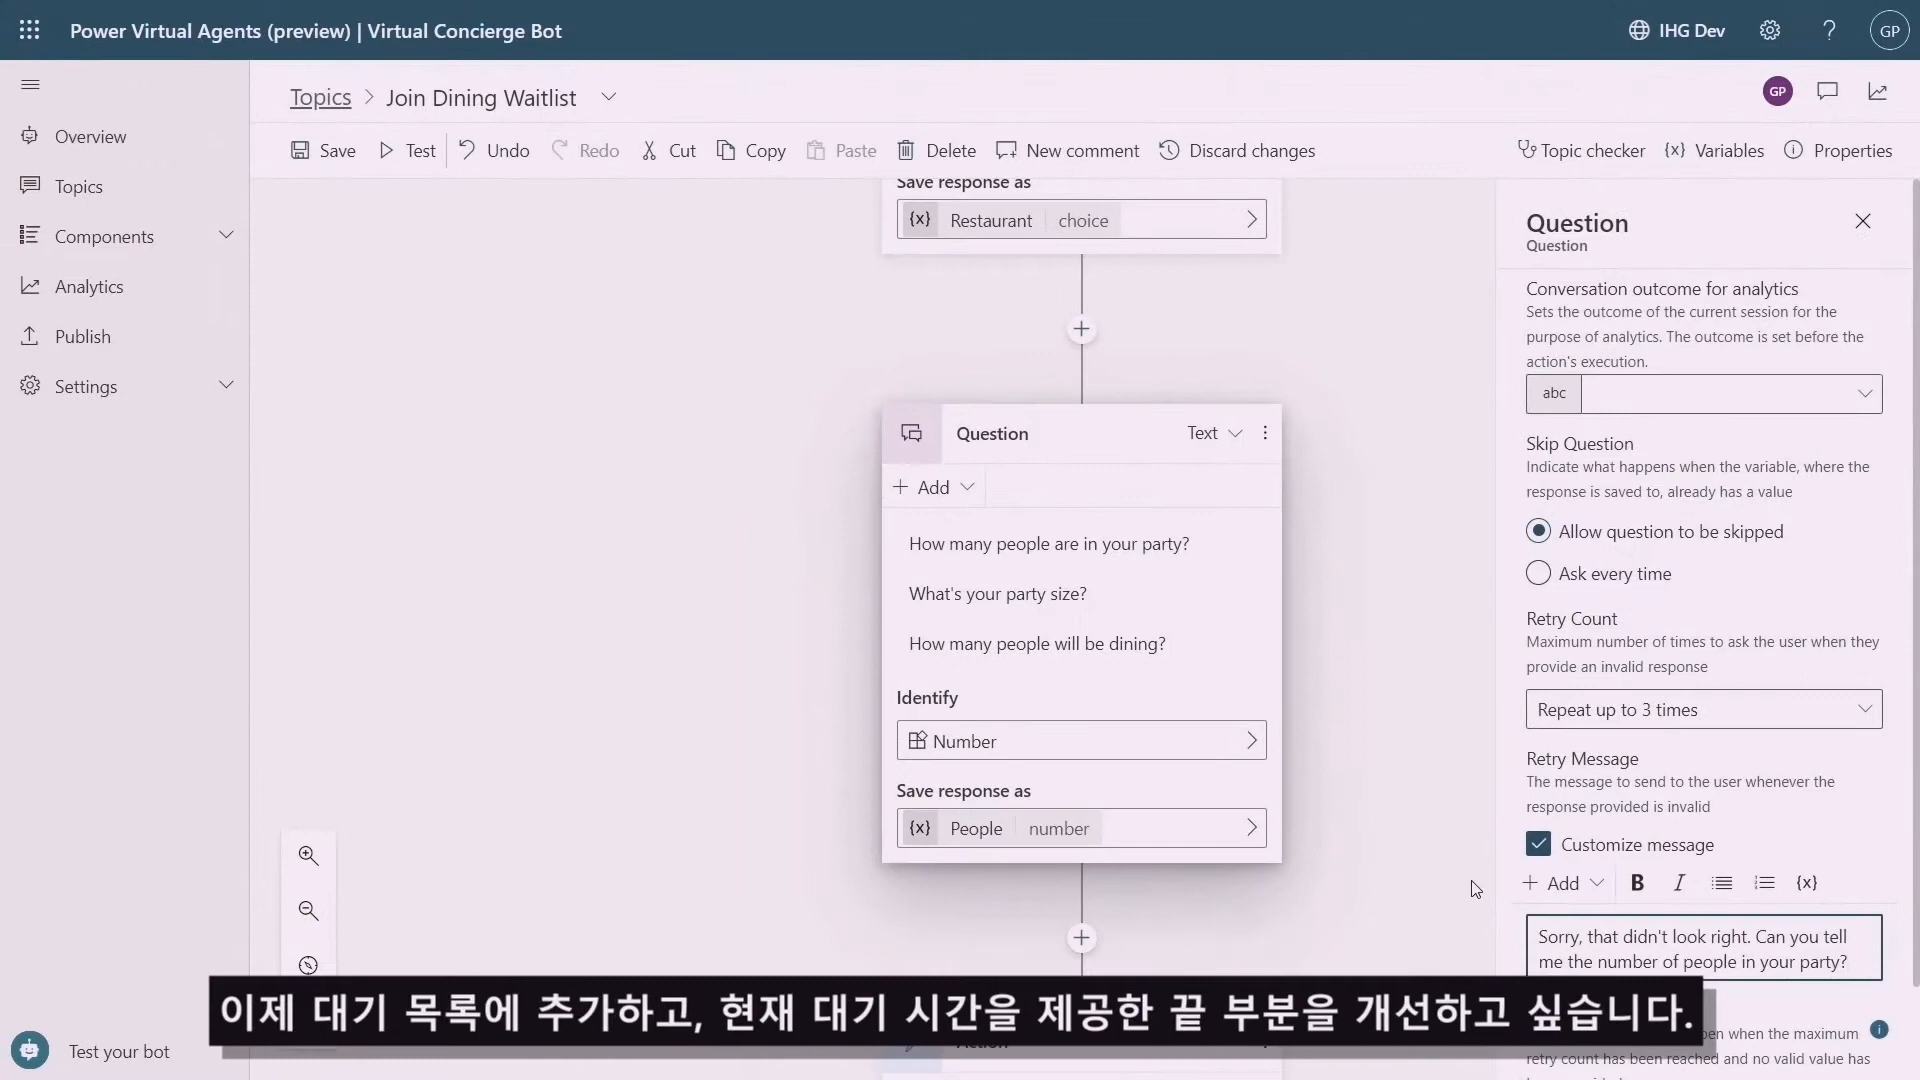 Power Virtual Agents (preview) | Virtual Concierge Bot
IHG Dev
?
GP
Topics > Join Dining Waitlist
GP
Overview
Topics
Components
Analytics
Publish
Settings
Save
Test
Undo
Redo
Cut
Copy
Paste
Delete
New comment
Discard changes
Topic checker
{x} Variables
Properties
Save response as
{x} Restaurant choice
Question
Text
+ Add
How many people are in your party?
What's your party size?
How many people will be dining?
Identify
Number
Save response as
{x} People number
Question
Question
Conversation outcome for analytics
Sets the outcome of the current session for the
purpose of analytics. The outcome is set before the
action's execution.
abc
Skip Question
Indicate what happens when the variable, where the
response is saved to, already has a value
Allow question to be skipped
Ask every time
Retry Count
Maximum number of times to ask the user when they
provide an invalid response
Repeat up to 3 times
Retry Message
The message to send to the user whenever the
response provided is invalid
Customize message
+ Add B I {x}
Sorry, that didn't look right. Can you tell
me the number of people in your party?
이제 대기 목록에 추가하고, 현재 대기 시간을 제공한 끝 부분을 개선하고 싶습니다.
when the maximum
retry count has been reached and no valid value has
Test your bot